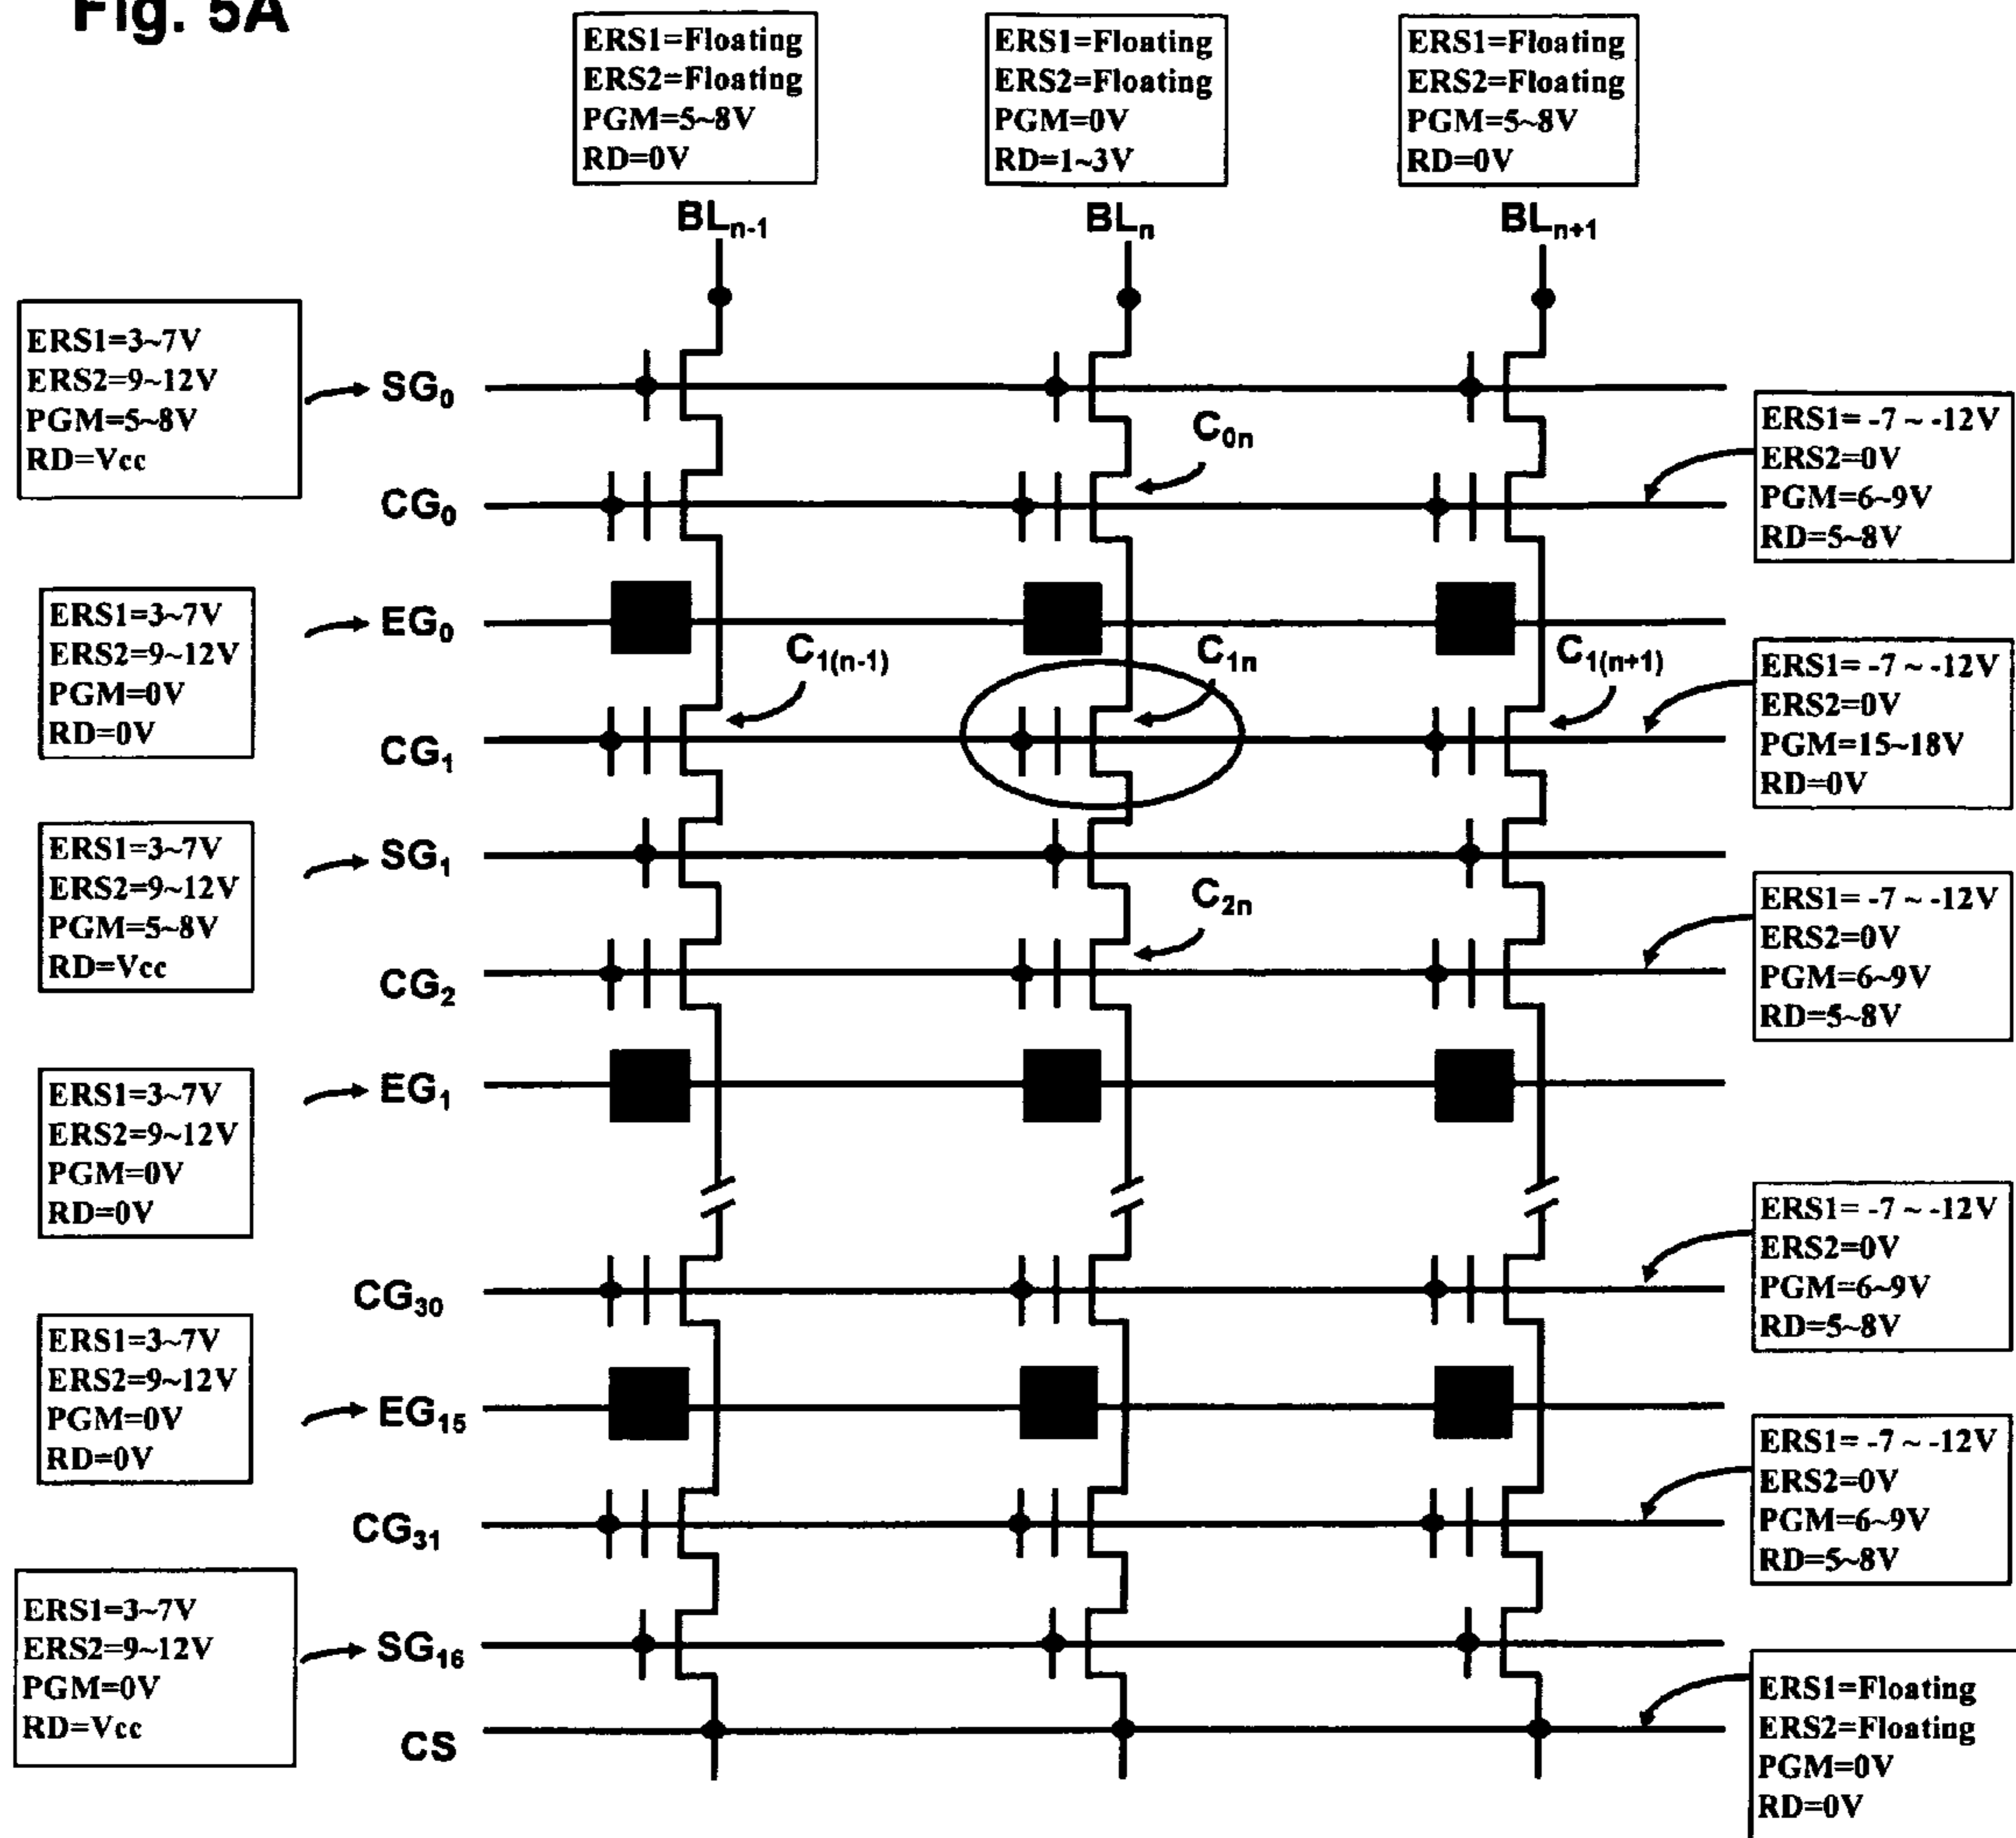 Fig. 5A
ERS1=Floating
ERS2=Floating
PGM=5~8V
RD=0V
ERS1=Floating
ERS2=Floating
PGM=0V
RD=1~3V
ERS1=Floating
ERS2=Floating
PGM=5~8V
RD=0V
BLn-1
BLn
BLn+1
ERS1=3~7V
ERS2=9~12V
PGM=5~8V
RD=Vcc
SG0
C0n
ERS1= -7 ~ -12V
ERS2=0V
PGM=6~9V
RD=5~8V
CG0
ERS1=3~7V
ERS2=9~12V
PGM=0V
RD=0V
EG0
C1(n-1)
C1n
C1(n+1)
ERS1= -7 ~ -12V
ERS2=0V
PGM=15~18V
RD=0V
CG1
ERS1=3~7V
ERS2=9~12V
PGM=5~8V
RD=Vcc
SG1
C2n
ERS1= -7 ~ -12V
ERS2=0V
PGM=6~9V
RD=5~8V
CG2
ERS1=3~7V
ERS2=9~12V
PGM=0V
RD=0V
EG1
ERS1= -7 ~ -12V
ERS2=0V
PGM=6~9V
RD=5~8V
CG30
ERS1=3~7V
ERS2=9~12V
PGM=0V
RD=0V
EG15
ERS1= -7 ~ -12V
ERS2=0V
PGM=6~9V
RD=5~8V
CG31
ERS1=3~7V
ERS2=9~12V
PGM=0V
RD=Vcc
SG16
ERS1=Floating
ERS2=Floating
PGM=0V
RD=0V
CS